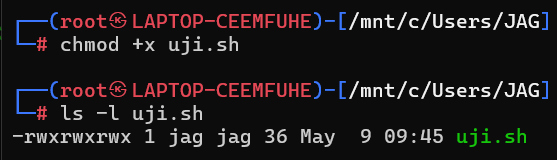 ┌──(root㉿LAPTOP-CEEMFUHE)-[/mnt/c/Users/JAG]
└─# chmod +x uji.sh
┌──(root㉿LAPTOP-CEEMFUHE)-[/mnt/c/Users/JAG]
└─# ls -l uji.sh
-rwxrwxrwx 1 jag jag 36 May  9 09:45 uji.sh